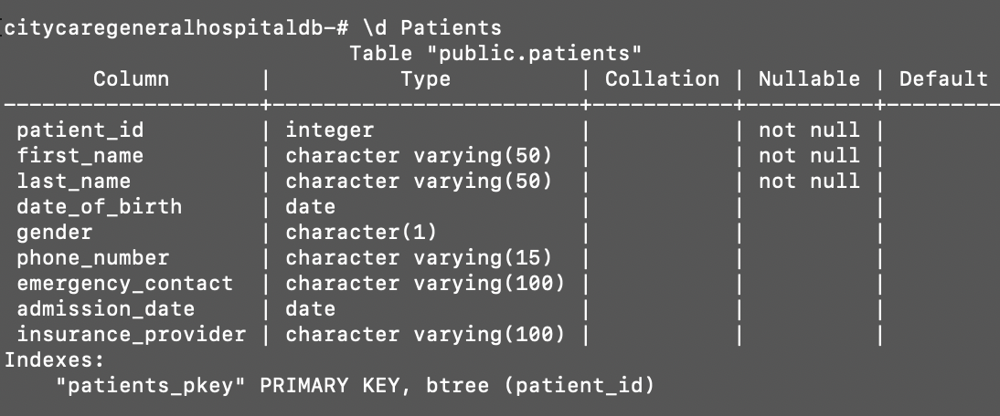 citycaregeneralhospitaldb-# \d Patients
                           Table "public.patients"
       Column       |          Type          | Collation | Nullable | Default
--------------------+------------------------+-----------+----------+---------
 patient_id         | integer                |           | not null |
 first_name         | character varying(50)  |           | not null |
 last_name          | character varying(50)  |           | not null |
 date_of_birth      | date                   |           |          |
 gender             | character(1)           |           |          |
 phone_number       | character varying(15)  |           |          |
 emergency_contact  | character varying(100) |           |          |
 admission_date     | date                   |           |          |
 insurance_provider | character varying(100) |           |          |
Indexes:
    "patients_pkey" PRIMARY KEY, btree (patient_id)